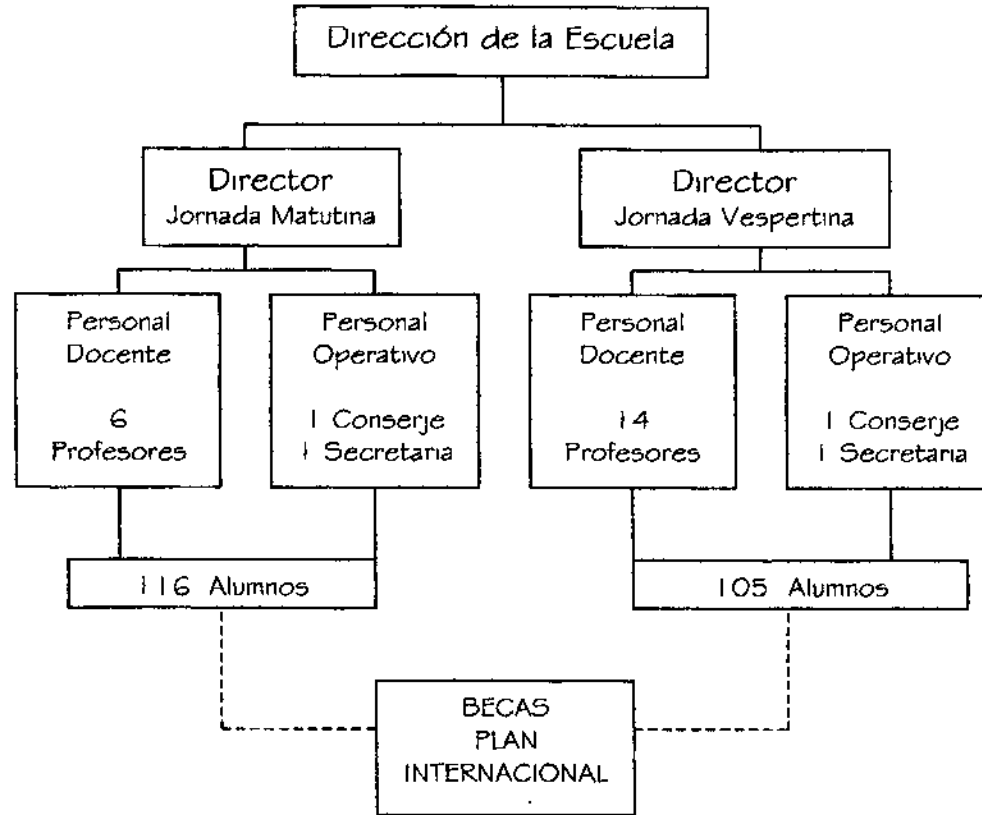 Dirección de la Escuela
Director
Jornada Matutina
Director
Jornada Vespertina
Personal
Docente
6
Profesores
Personal
Operativo
1 Conserje
1 Secretaria
Personal
Docente
14
Profesores
Personal
Operativo
1 Conserje
1 Secretaria
116 Alumnos
105 Alumnos
BECAS
PLAN
INTERNACIONAL